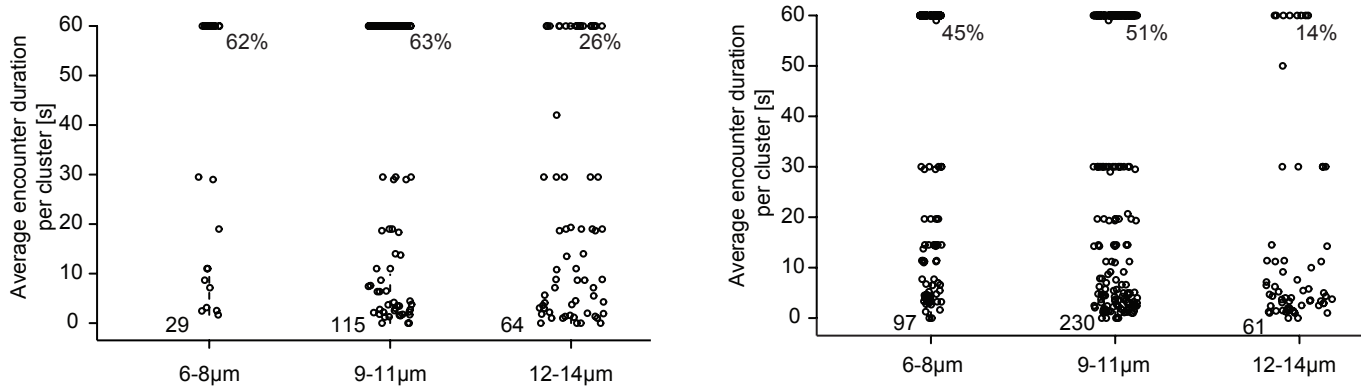 Average encounter duration
per cluster [s]
60
50
40
30
20
10
0
62%
63%
26%
29
115
64
6-8µm
9-11µm
12-14µm
Average encounter duration
per cluster [s]
60
50
40
30
20
10
0
45%
51%
14%
97
230
61
6-8µm
9-11µm
12-14µm